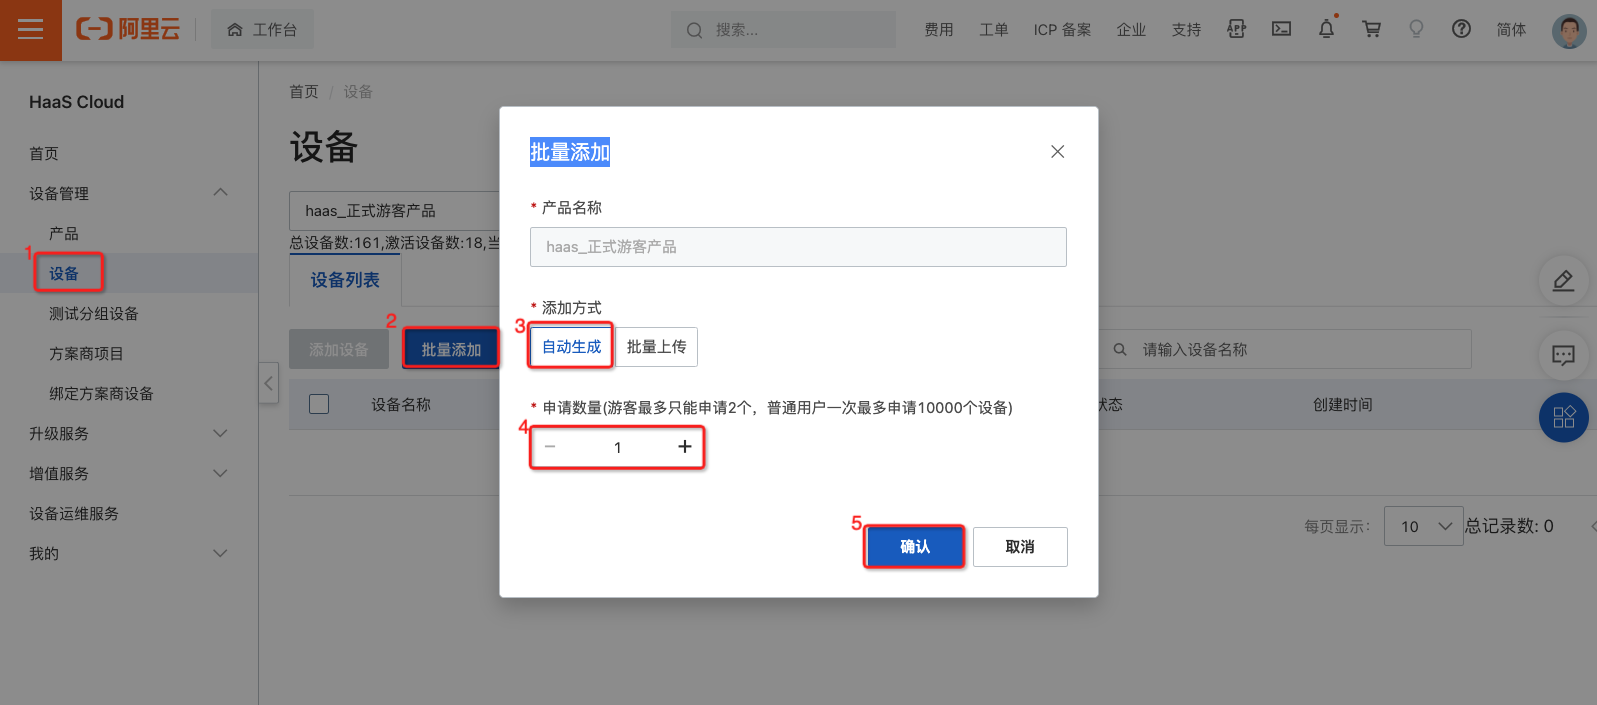 阿里云
工作台
搜索...
费用
工单
ICP 备案
企业
支持
APP
简体
HaaS Cloud
首页
设备管理
产品
1
设备
测试分组设备
方案商项目
绑定方案商设备
升级服务
增值服务
设备运维服务
我的
首页 / 设备
设备
haas_正式游客产品
总设备数:161,激活设备数:18,当
设备列表
添加设备
2
批量添加
请输入设备名称
设备名称
状态
创建时间
每页显示：
10
总记录数: 0
批量添加
* 产品名称
haas_正式游客产品
* 添加方式
3
自动生成
批量上传
* 申请数量(游客最多只能申请2个，普通用户一次最多申请10000个设备)
4
− 1 +
5
确认
取消